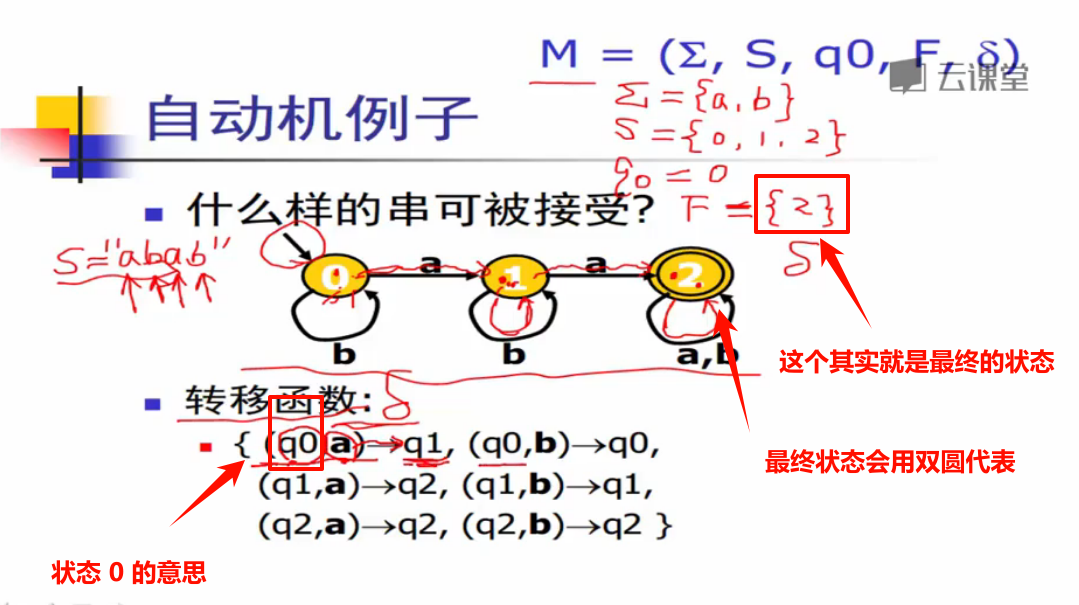 M = (Σ, S, q0, F, δ)
云课堂
自动机例子
Σ={a,b}
S={0,1,2}
q0=0
什么样的串可被接受?
F={2}
S="abab"
δ
a
a
0
1
2
b
b
a,b
这个其实就是最终的状态
转移函数:
δ
{ (q0,a)→q1, (q0,b)→q0,
最终状态会用双圆代表
(q1,a)→q2, (q1,b)→q1,
(q2,a)→q2, (q2,b)→q2 }
状态 0 的意思